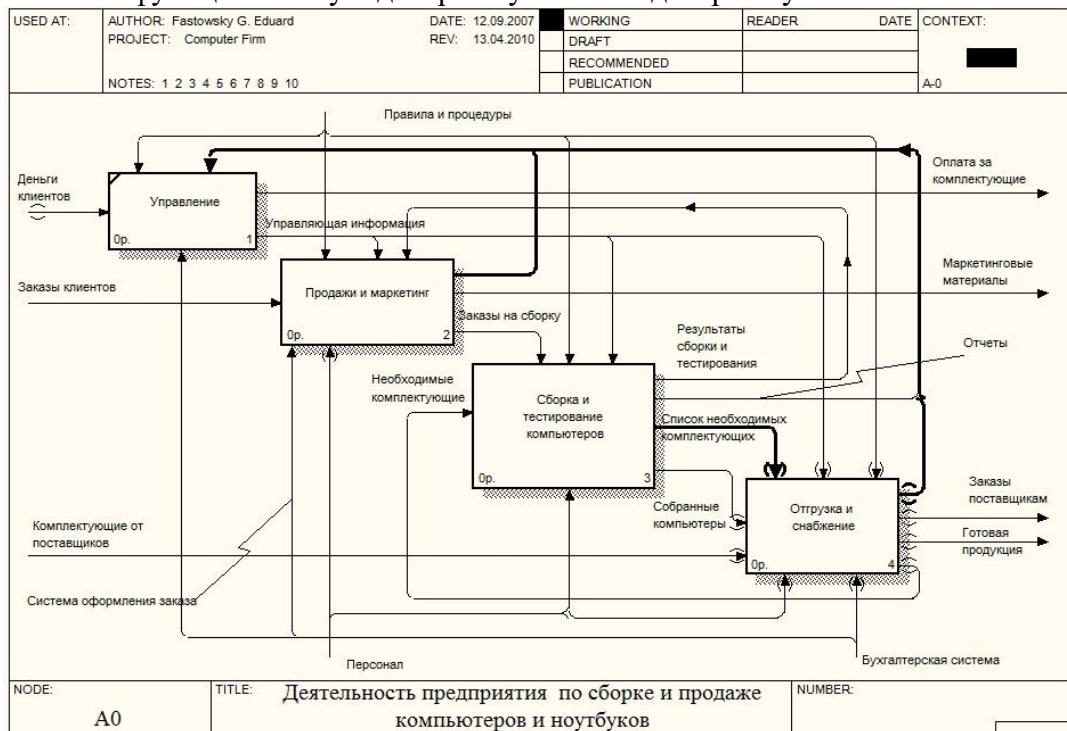 USED AT:
AUTHOR: Fastowsky G. Eduard
DATE: 12.09.2007
WORKING
READER
DATE
CONTEXT:
PROJECT: Computer Firm
REV: 13.04.2010
DRAFT
RECOMMENDED
NOTES: 1 2 3 4 5 6 7 8 9 10
PUBLICATION
A-0
Правила и процедуры
Деньги
клиентов
Управление
0р.
1
Оплата за
комплектующие
Управляющая информация
Маркетинговые
материалы
Заказы клиентов
Продажи и маркетинг
0р.
2
Заказы на сборку
Результаты
сборки и
тестирования
Отчеты
Необходимые
комплектующие
Сборка и
тестирование
компьютеров
0р.
3
Список необходимых
комплектующих
Собранные
компьютеры
Отгрузка и
снабжение
0р.
4
Заказы
поставщикам
Готовая
продукция
Комплектующие от
поставщиков
Система оформления заказа
Персонал
Бухгалтерская система
NODE:
A0
TITLE:
Деятельность предприятия по сборке и продаже
компьютеров и ноутбуков
NUMBER: